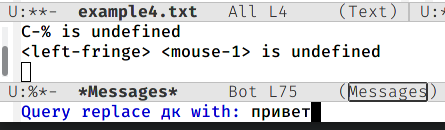 U:**-  example4.txt   All L4     (Text)
C-% is undefined
<left-fringe> <mouse-1> is undefined
U:%*-  *Messages*     Bot L75    (Messages)
Query replace дк with: привет